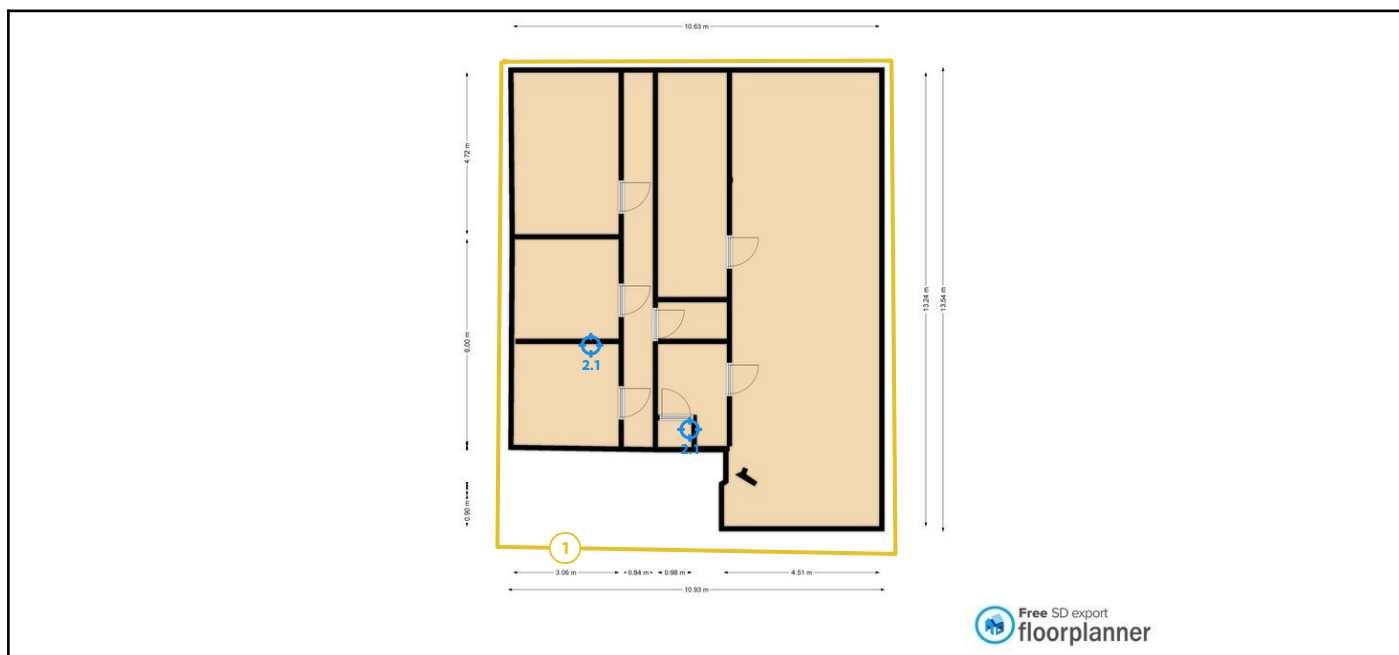 10.63 m
4.72 m
6.00 m
13.24 m
13.54 m
2.1
2.1
0.90 m
1
3.06 m
0.84 m
0.98 m
4.51 m
10.93 m
Free SD export
floorplanner